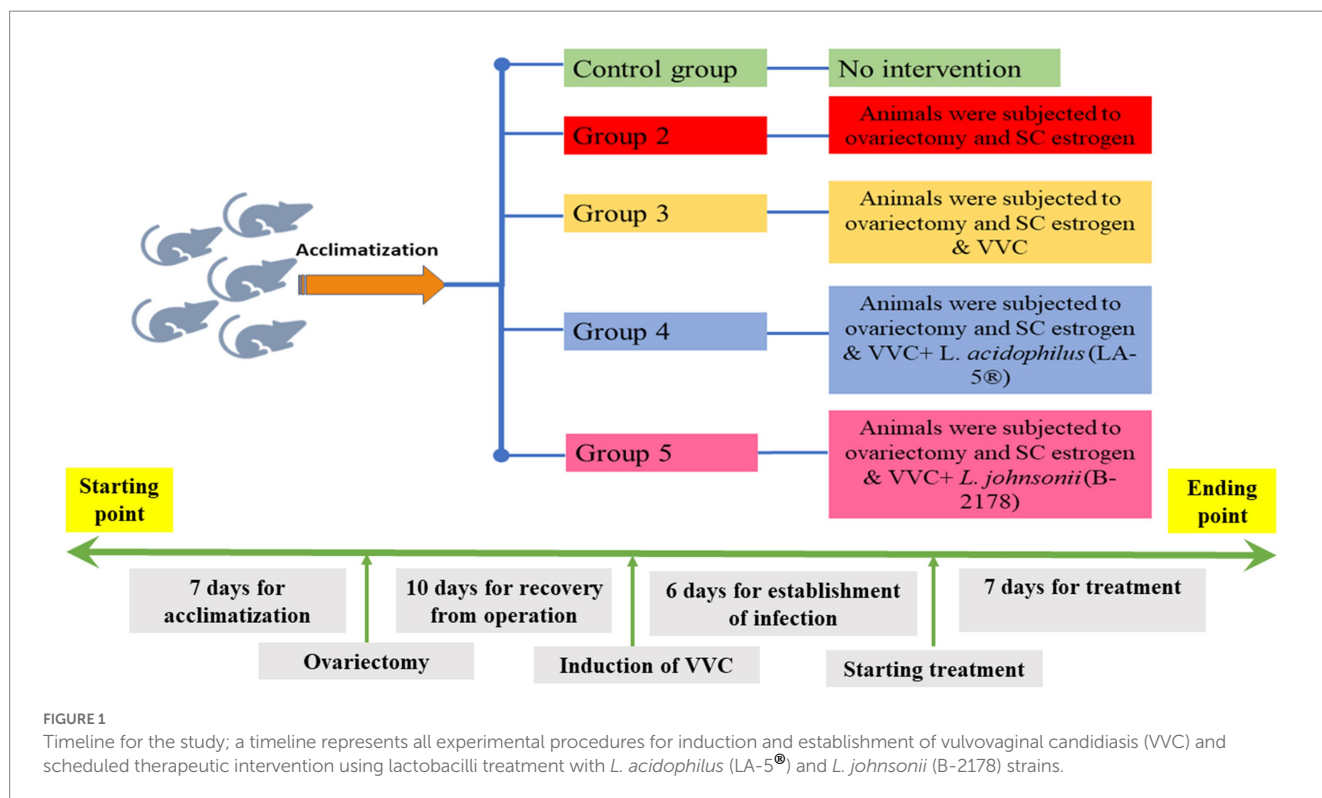 Control group
No intervention
Group 2
Animals were subjected to
ovariectomy and SC estrogen
Group 3
Animals were subjected to
ovariectomy and SC estrogen
& VVC
Acclimatization
Group 4
Animals were subjected to
ovariectomy and SC estrogen
& VVC+ L. acidophilus (LA-
5®)
Group 5
Animals were subjected to
ovariectomy and SC estrogen
& VVC+ L. johnsonii (B-
2178)
Starting
point
Ending
point
7 days for
acclimatization
10 days for recovery
from operation
6 days for establishment
of infection
7 days for treatment
Ovariectomy
Induction of VVC
Starting treatment
FIGURE 1
Timeline for the study; a timeline represents all experimental procedures for induction and establishment of vulvovaginal candidiasis (VVC) and
scheduled therapeutic intervention using lactobacilli treatment with L. acidophilus (LA-5®) and L. johnsonii (B-2178) strains.